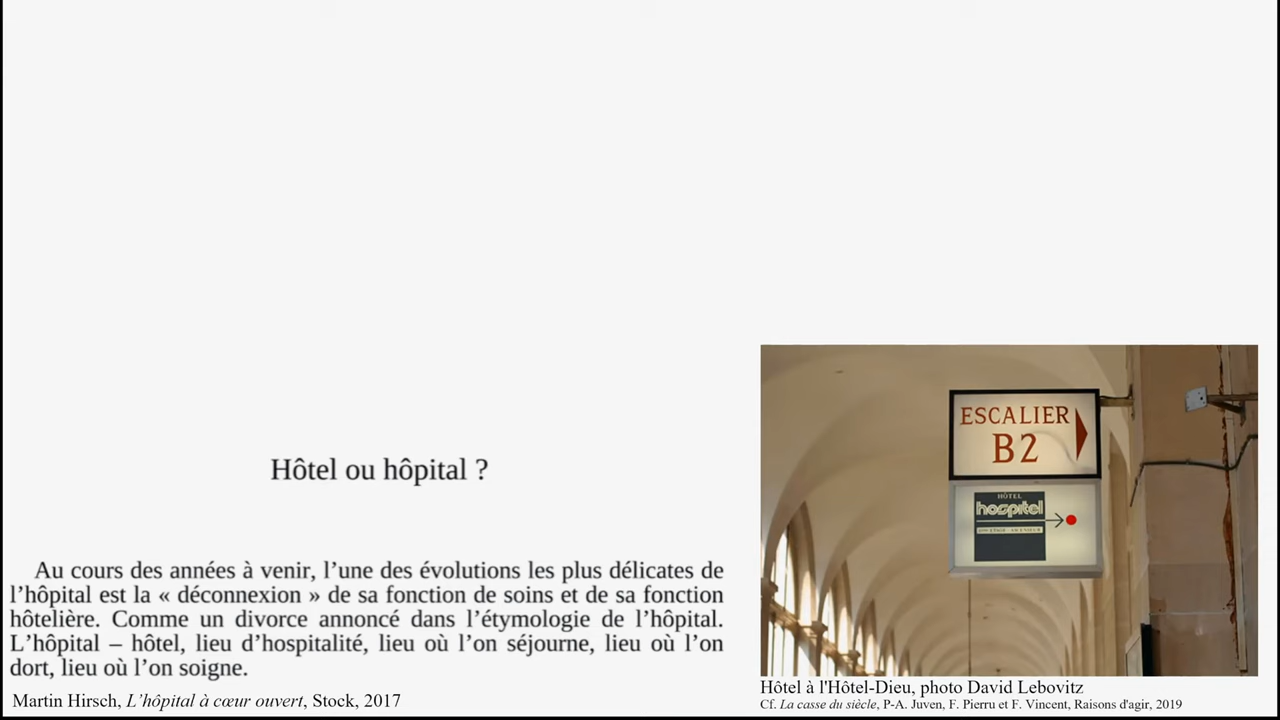 Hôtel ou hôpital ?
Au cours des années à venir, l’une des évolutions les plus délicates de
l’hôpital est la « déconnexion » de sa fonction de soins et de sa fonction
hôtelière. Comme un divorce annoncé dans l’étymologie de l’hôpital.
L’hôpital – hôtel, lieu d’hospitalité, lieu où l’on séjourne, lieu où l’on
dort, lieu où l’on soigne.
Martin Hirsch, L’hôpital à cœur ouvert, Stock, 2017
ESCALIER
B2
HÔTEL
hospitel
Hôtel à l'Hôtel-Dieu, photo David Lebovitz
Cf. La casse du siècle, P-A. Juven, F. Pierru et F. Vincent, Raisons d'agir, 2019